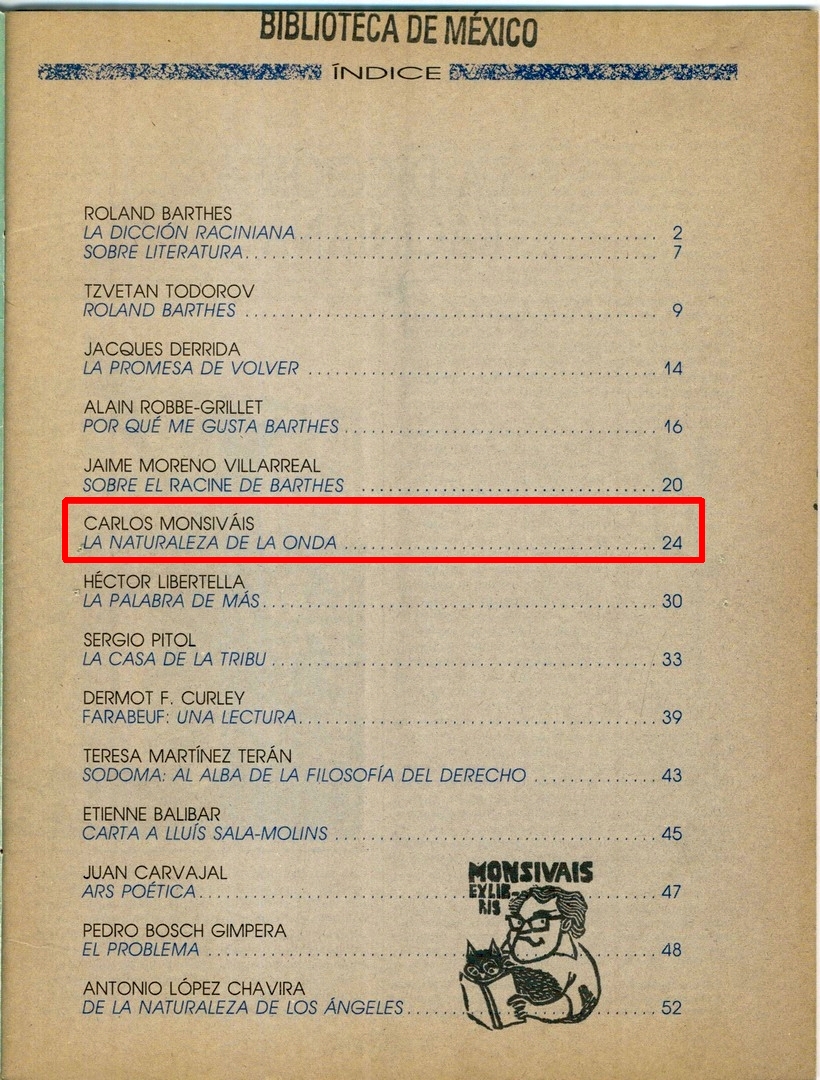 BIBLIOTECA DE MÉXICO
ÍNDICE
ROLAND BARTHES
LA DICCIÓN RACINIANA 2
SOBRE LITERATURA 7
TZVETAN TODOROV
ROLAND BARTHES 9
JACQUES DERRIDA
LA PROMESA DE VOLVER 14
ALAIN ROBBE-GRILLET
POR QUÉ ME GUSTA BARTHES 16
JAIME MORENO VILLARREAL
SOBRE EL RACINE DE BARTHES 20
CARLOS MONSIVÁIS
LA NATURALEZA DE LA ONDA 24
HÉCTOR LIBERTELLA
LA PALABRA DE MÁS 30
SERGIO PITOL
LA CASA DE LA TRIBU 33
DERMOT F. CURLEY
FARABEUF: UNA LECTURA 39
TERESA MARTÍNEZ TERÁN
SODOMA: AL ALBA DE LA FILOSOFÍA DEL DERECHO 43
ETIENNE BALIBAR
CARTA A LLUÍS SALA-MOLINS 45
JUAN CARVAJAL
ARS POÉTICA 47
PEDRO BOSCH GIMPERA
EL PROBLEMA 48
ANTONIO LÓPEZ CHAVIRA
DE LA NATURALEZA DE LOS ÁNGELES 52
MONSIVAIS
EXLIB-
RIS